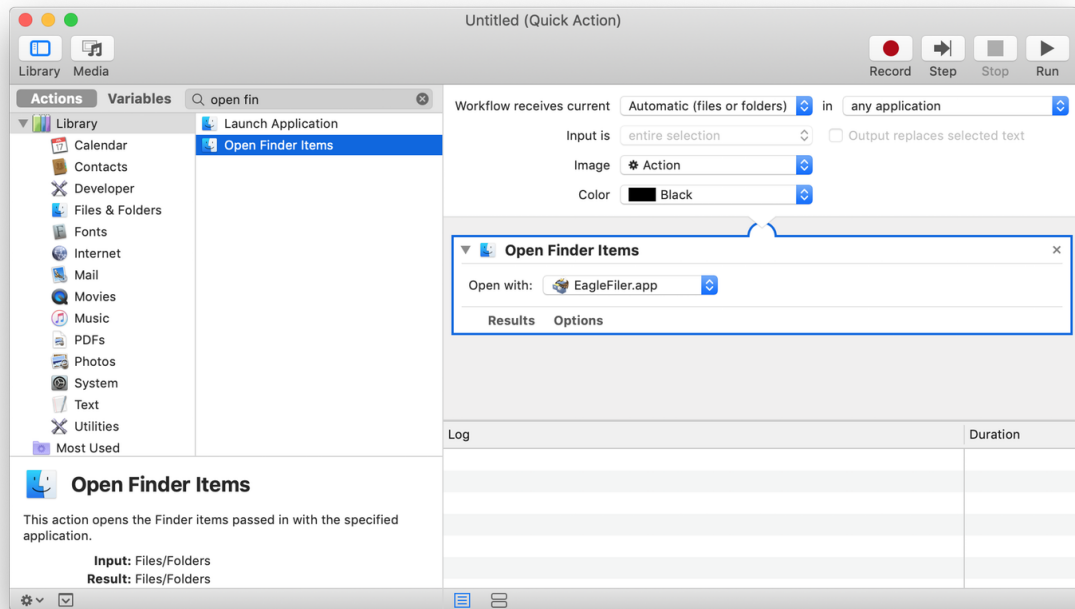 Untitled (Quick Action)
Library Media
Record Step Stop Run
Actions Variables open fin
Library
Calendar
Contacts
Developer
Files & Folders
Fonts
Internet
Mail
Movies
Music
PDFs
Photos
System
Text
Utilities
Most Used
Launch Application
Open Finder Items
Workflow receives current Automatic (files or folders) in any application
Input is entire selection Output replaces selected text
Image Action
Color Black
Open Finder Items
Open with: EagleFiler.app
Results Options
Log Duration
Open Finder Items
This action opens the Finder items passed in with the specified
application.
Input: Files/Folders
Result: Files/Folders